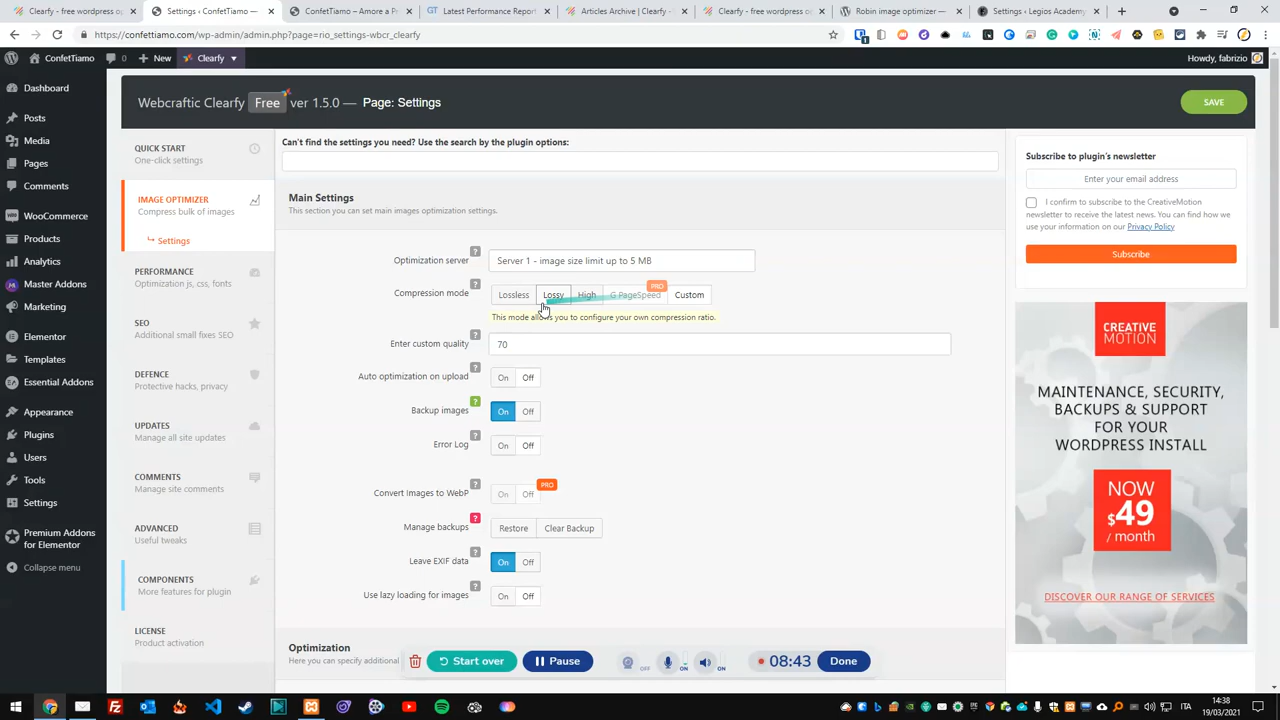 Clearfy - free wordpress o
Settings ‹ ConfetTiamo —
ConfetTiamo – Amore a P
Latest Performance Report
Articles Archive | Clearfy -
Clearfy - free wordpress o
Robin image optimizer —
Settings ‹ Legios Academy
https://confettiamo.com/wp-admin/admin.php?page=rio_settings-wbcr_clearfy
ConfetTiamo
0
New
Clearfy
Howdy, fabrizio
Dashboard
Posts
Media
Pages
Comments
WooCommerce
Products
Analytics
Master Addons
Marketing
Elementor
Templates
Essential Addons
Appearance
Plugins
Users
Tools
Settings
Premium Addons
for Elementor
Collapse menu
Webcraftic Clearfy Free ver 1.5.0 — Page: Settings
SAVE
QUICK START
One-click settings
IMAGE OPTIMIZER
Compress bulk of images
Settings
PERFORMANCE
Optimization js, css, fonts
SEO
Additional small fixes SEO
DEFENCE
Protective hacks, privacy
UPDATES
Manage all site updates
COMMENTS
Manage site comments
ADVANCED
Useful tweaks
COMPONENTS
More features for plugin
LICENSE
Product activation
Can't find the settings you need? Use the search by the plugin options:
Main Settings
This section you can set main images optimization settings.
Optimization server ? Server 1 - image size limit up to 5 MB
PRO
Compression mode ? Lossless Lossy High G PageSpeed Custom
This mode allows you to configure your own compression ratio.
Enter custom quality ? 70
Auto optimization on upload ? On Off
Backup images ? On Off
Error Log ? On Off
Convert Images to WebP ? On Off PRO
Manage backups ? Restore Clear Backup
Leave EXIF data ? On Off
Use lazy loading for images ? On Off
Optimization
Here you can specify additional
Start over
Pause
OFF
ON
ON
08:43
Done
Subscribe to plugin's newsletter
Enter your email address
I confirm to subscribe to the CreativeMotion
newsletter to receive the latest news. You can find how we
use your information on our Privacy Policy
Subscribe
CREATIVE
MOTION
MAINTENANCE, SECURITY,
BACKUPS & SUPPORT
FOR YOUR
WORDPRESS INSTALL
NOW
$49
/ month
DISCOVER OUR RANGE OF SERVICES
ITA
14:38
19/03/2021